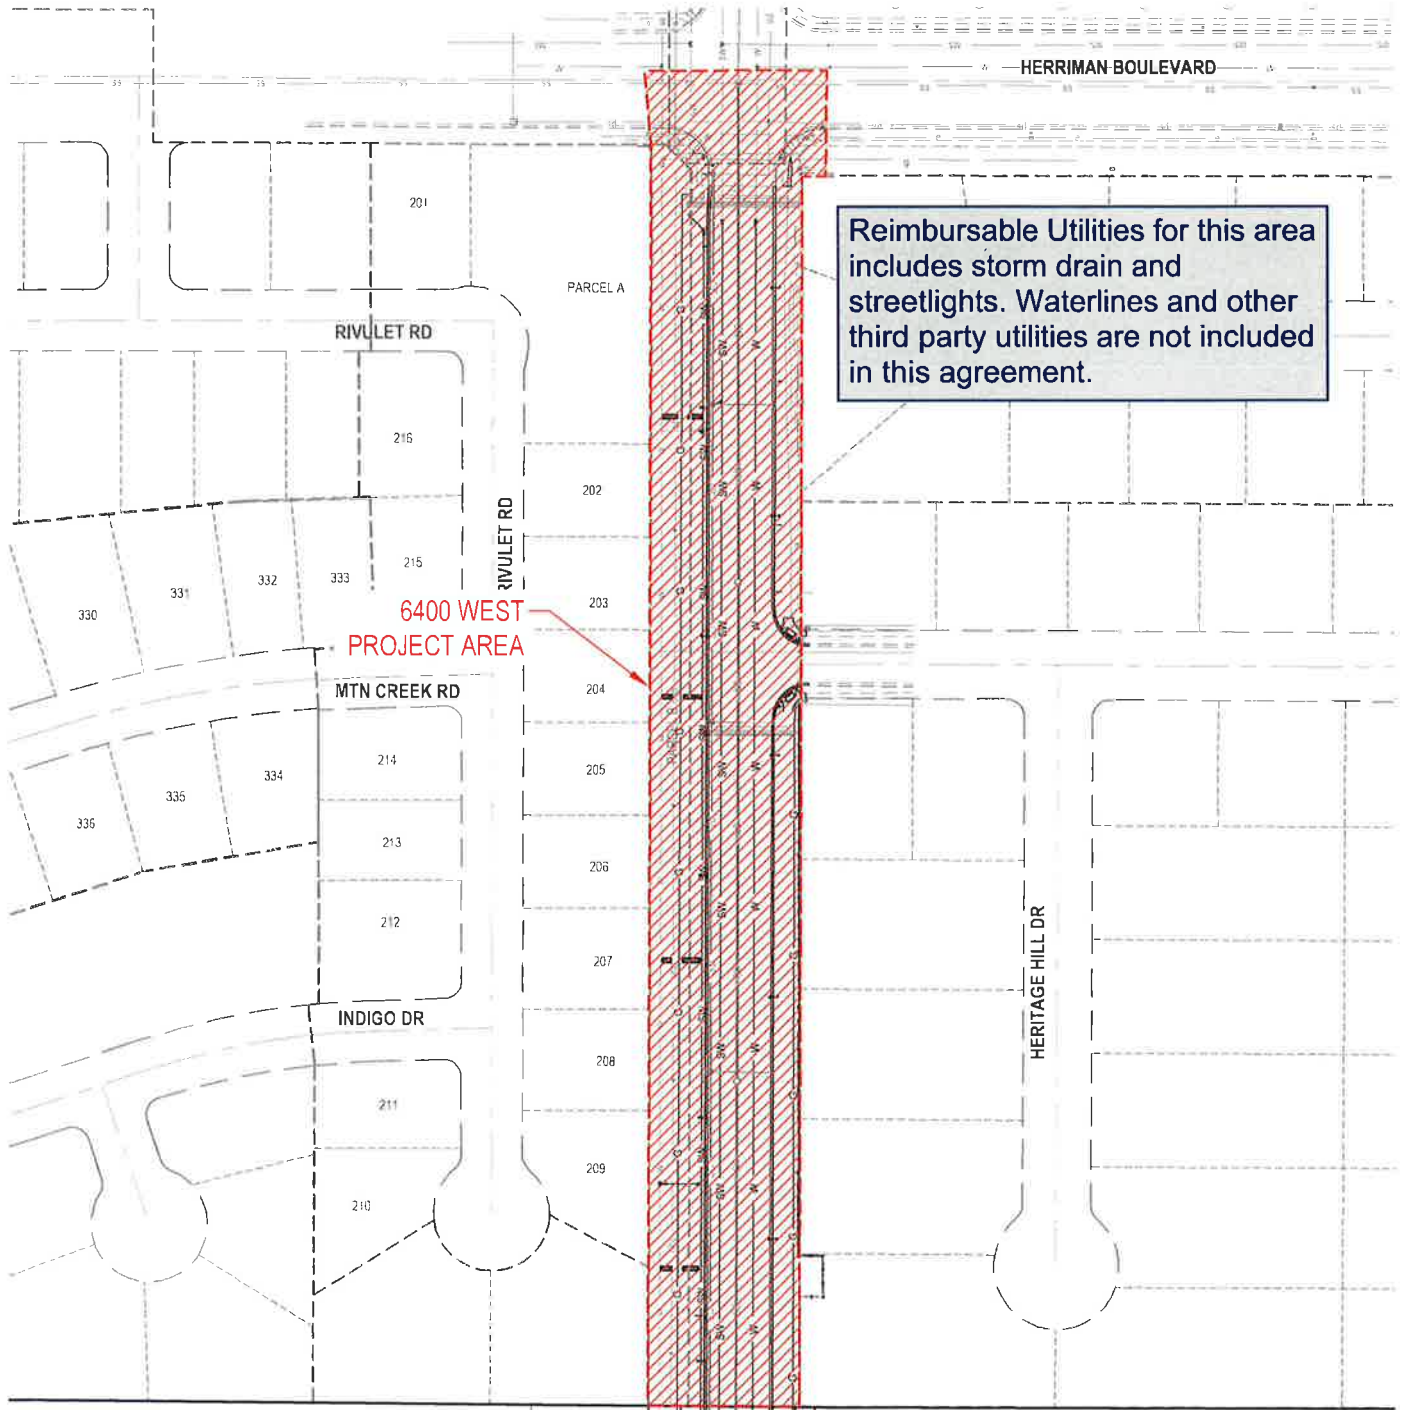 HERRIMAN BOULEVARD
201
Reimbursable Utilities for this area
includes storm drain and
streetlights. Waterlines and other
third party utilities are not included
in this agreement.
PARCEL A
RIVULET RD
216
202
RIVULET RD
215
333
332
331
330
203
6400 WEST
PROJECT AREA
204
MTN CREEK RD
214
205
334
335
336
213
206
212
207
HERITAGE HILL DR
INDIGO DR
208
211
209
210
SW
W
G